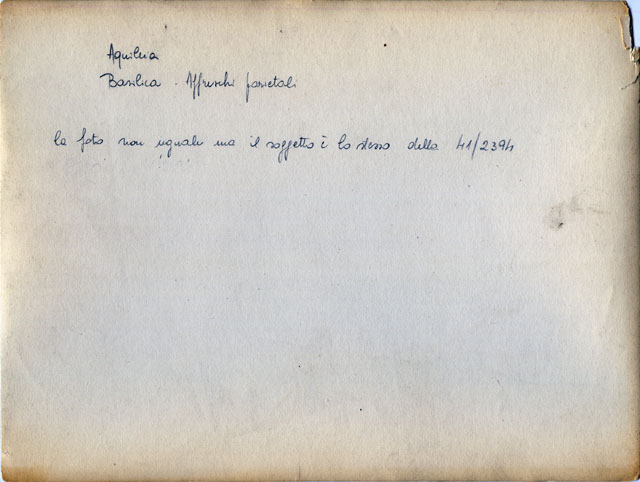 Aquileia
Basilica - Affreschi parietali
la foto non uguale ma il soggetto è lo stesso della 41/2394